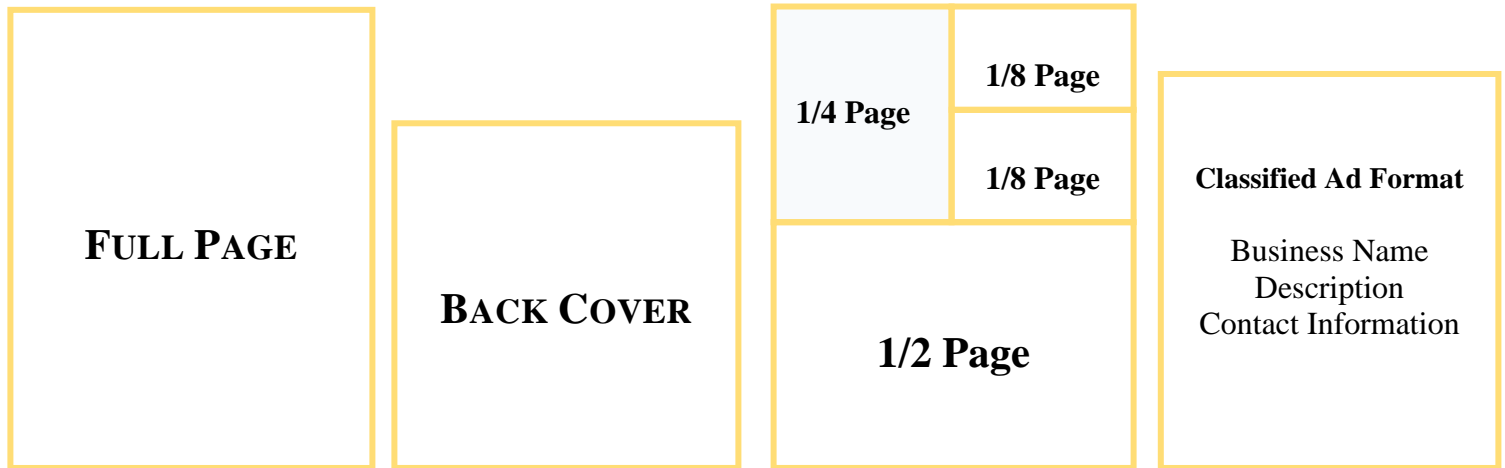 FULL PAGE
BACK COVER
1/4 Page
1/8 Page
1/8 Page
1/2 Page
Classified Ad Format
Business Name
Description
Contact Information